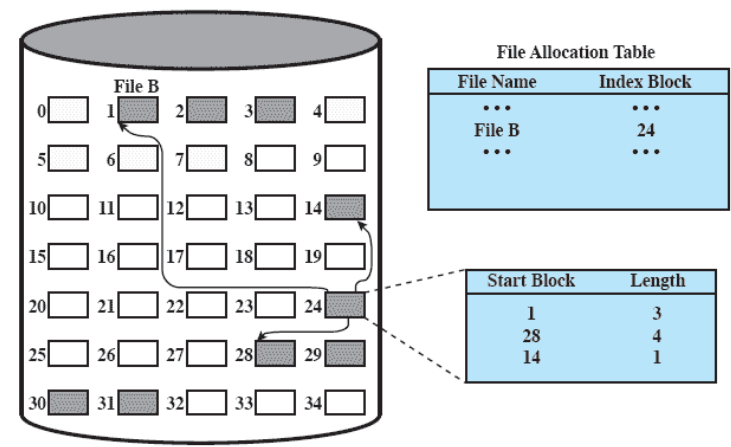 File Allocation Table
File Name Index Block
• • • • • •
File B 24
• • • • • •
File B
0 1 2 3 4
5 6 7 8 9
10 11 12 13 14
15 16 17 18 19
20 21 22 23 24
25 26 27 28 29
30 31 32 33 34
Start Block Length
1 3
28 4
14 1